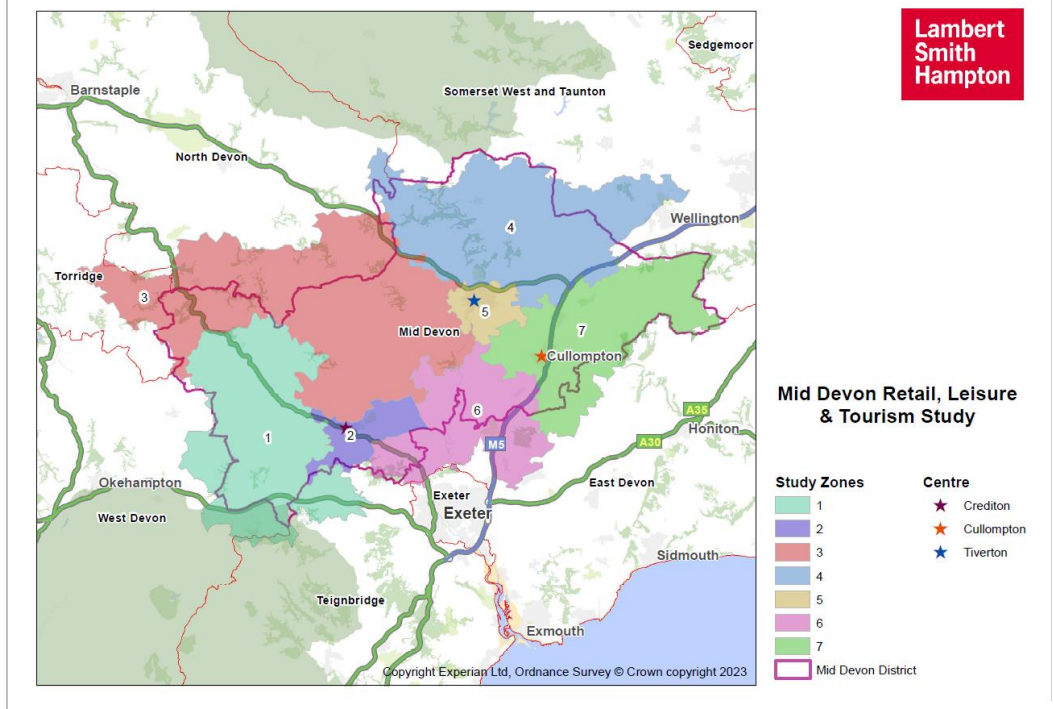 Lambert
Smith
Hampton
Sedgemoor
Barnstaple
Somerset West and Taunton
North Devon
Wellington
4
Torridge
3
5
Mid Devon
7
Cullompton
6
A35
1
2
Honiton
M5
A30
Okehampton
East Devon
Exeter
West Devon
Exeter
Sidmouth
Teignbridge
Exmouth
Copyright Experian Ltd, Ordnance Survey © Crown copyright 2023
Mid Devon Retail, Leisure
& Tourism Study
Study Zones
1
2
3
4
5
6
7
Mid Devon District
Centre
Crediton
Cullompton
Tiverton